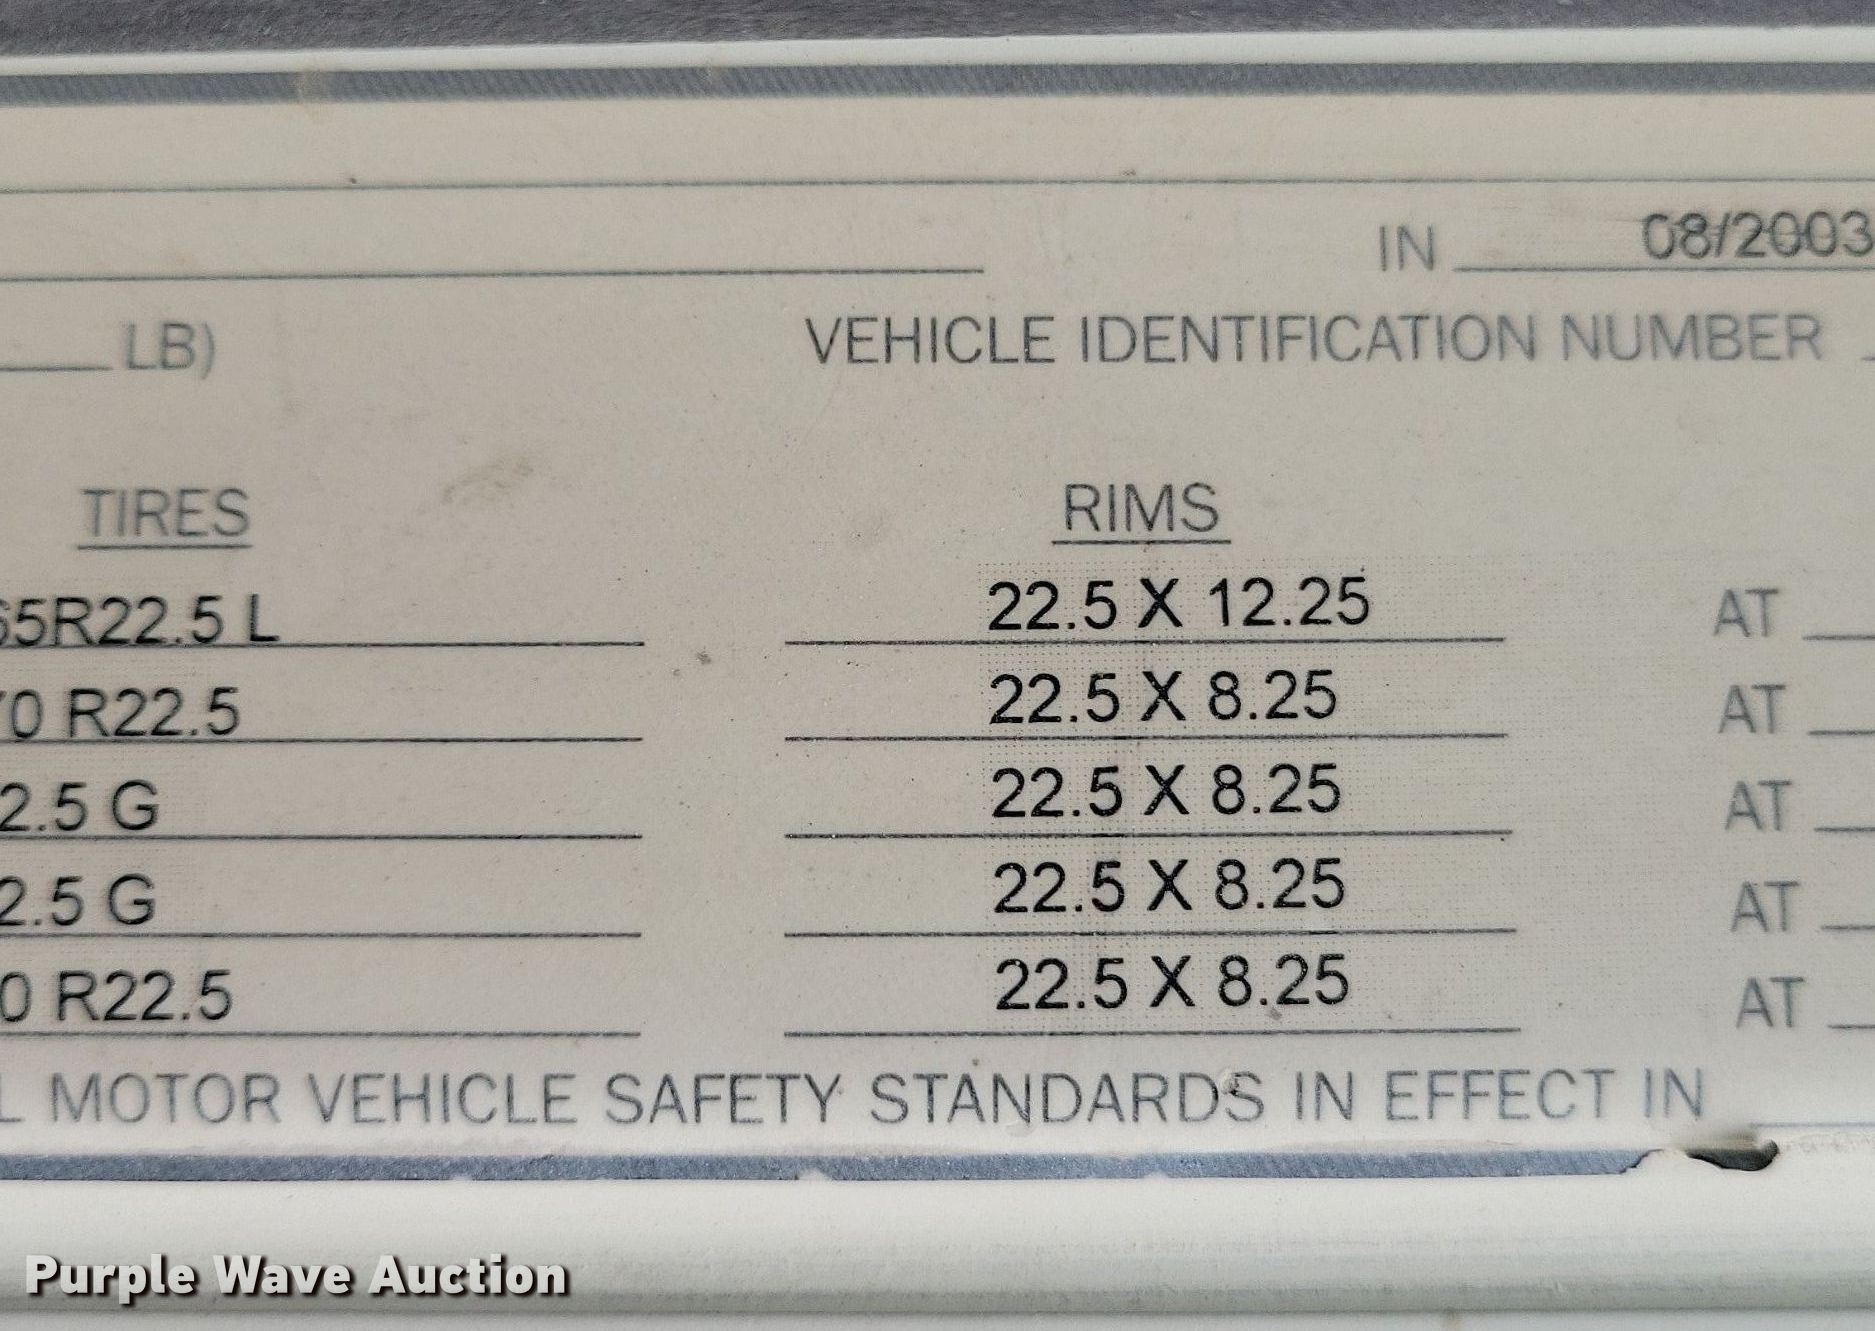 IN 08/2003
LB) VEHICLE IDENTIFICATION NUMBER
TIRES RIMS
65R22.5 L 22.5 X 12.25 AT
70 R22.5 22.5 X 8.25 AT
2.5 G 22.5 X 8.25 AT
2.5 G 22.5 X 8.25 AT
0 R22.5 22.5 X 8.25 AT
L MOTOR VEHICLE SAFETY STANDARDS IN EFFECT IN
Purple Wave Auction